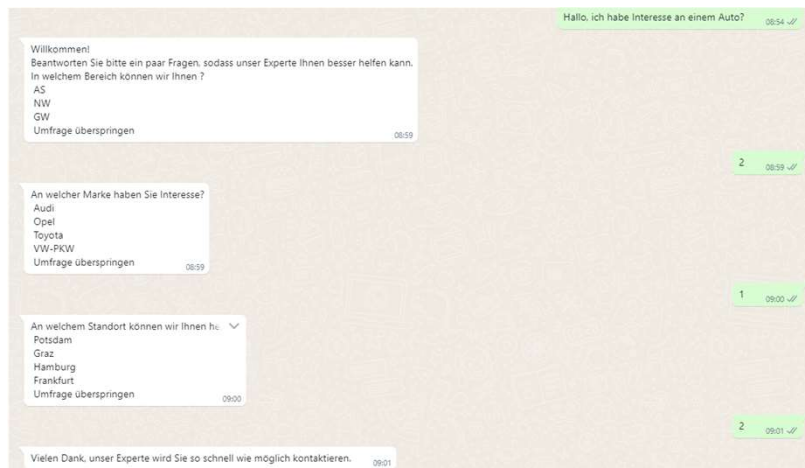 Hallo, ich habe Interesse an einem Auto?
08:54
Willkommen!
Beantworten Sie bitte ein paar Fragen, sodass unser Experte Ihnen besser helfen kann.
In welchem Bereich können wir Ihnen ?
AS
NW
GW
Umfrage überspringen
08:59
2
08:59
An welcher Marke haben Sie Interesse?
Audi
Opel
Toyota
VW-PKW
Umfrage überspringen
08:59
1
09:00
An welchem Standort können wir Ihnen he
Potsdam
Graz
Hamburg
Frankfurt
Umfrage überspringen
09:00
2
09:01
Vielen Dank, unser Experte wird Sie so schnell wie möglich kontaktieren.
09:01